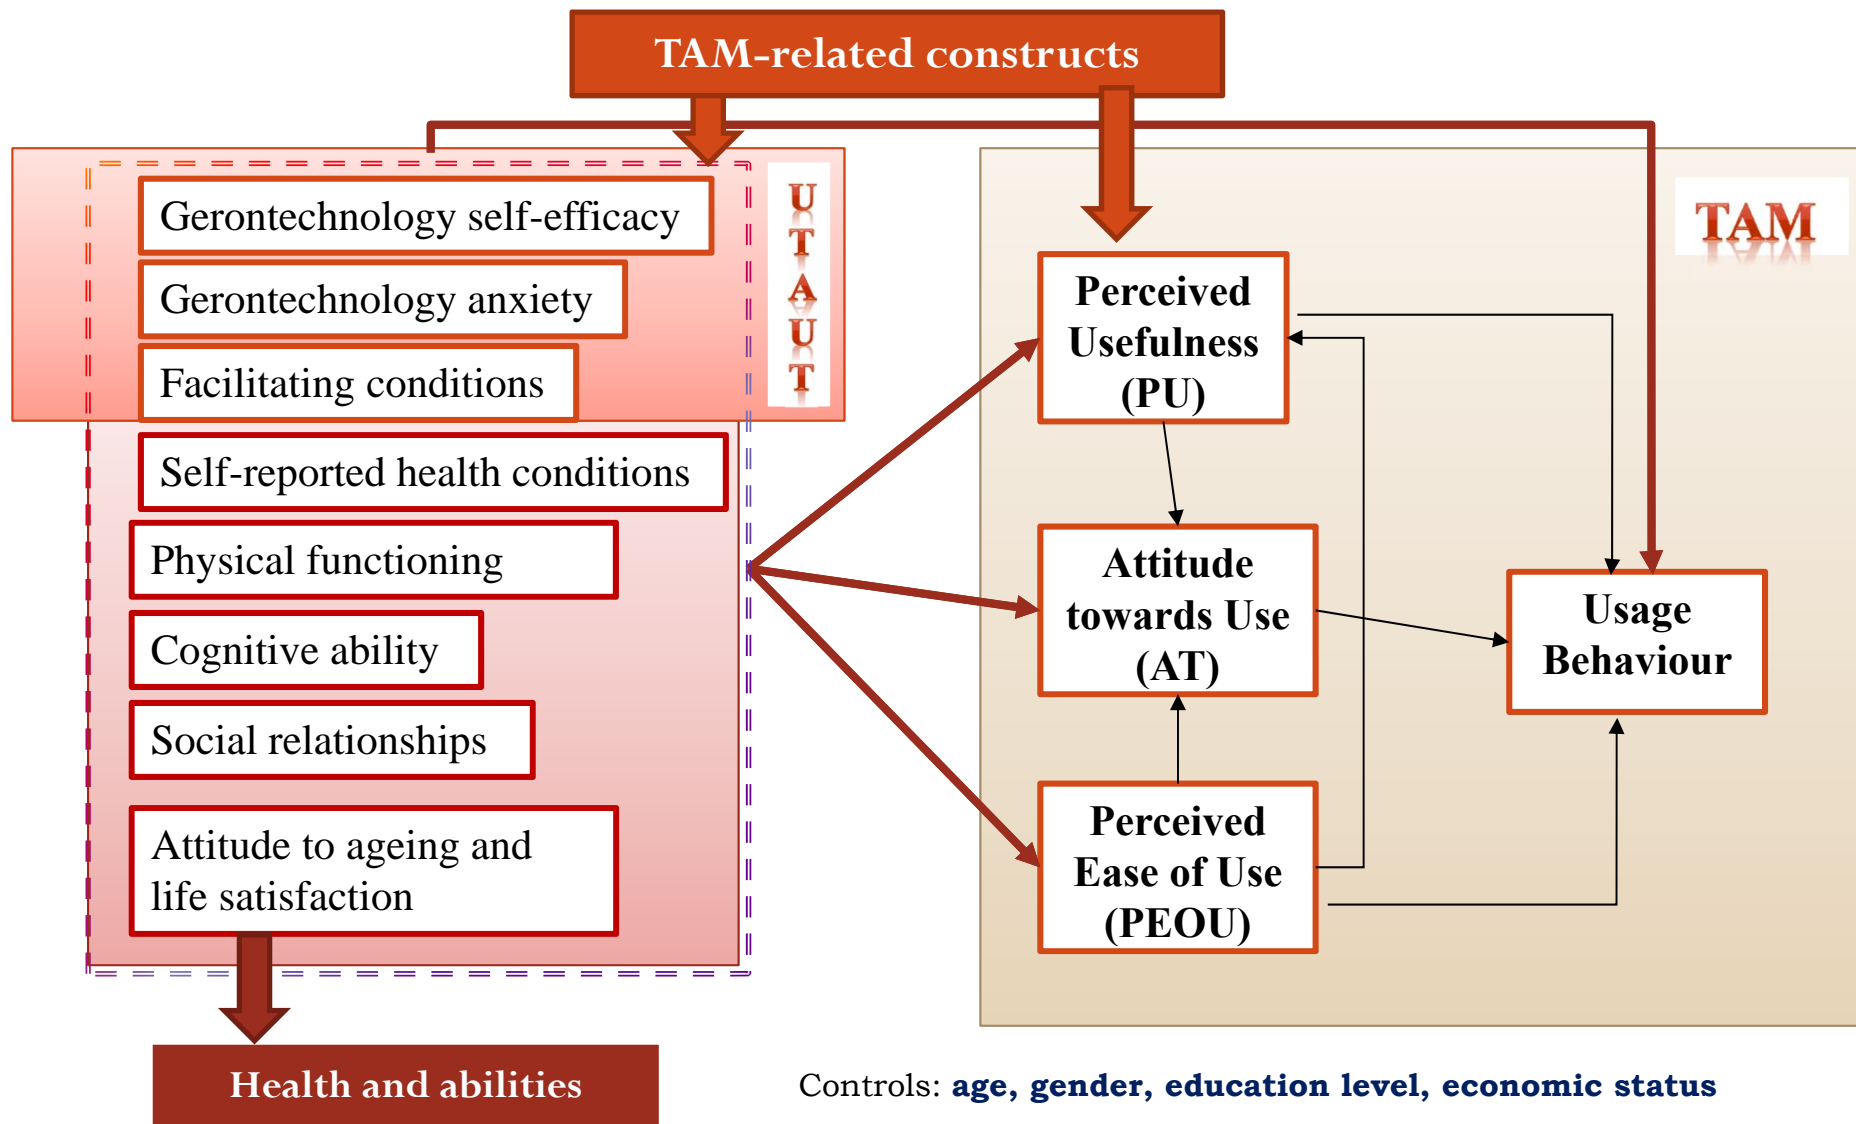 TAM-related constructs
Gerontechnology self-efficacy
Gerontechnology anxiety
Facilitating conditions
UTAUT
Self-reported health conditions
Physical functioning
Cognitive ability
Social relationships
Attitude to ageing and
life satisfaction
Health and abilities
TAM
Perceived
Usefulness
(PU)
Attitude
towards Use
(AT)
Perceived
Ease of Use
(PEOU)
Usage
Behaviour
Controls: age, gender, education level, economic status